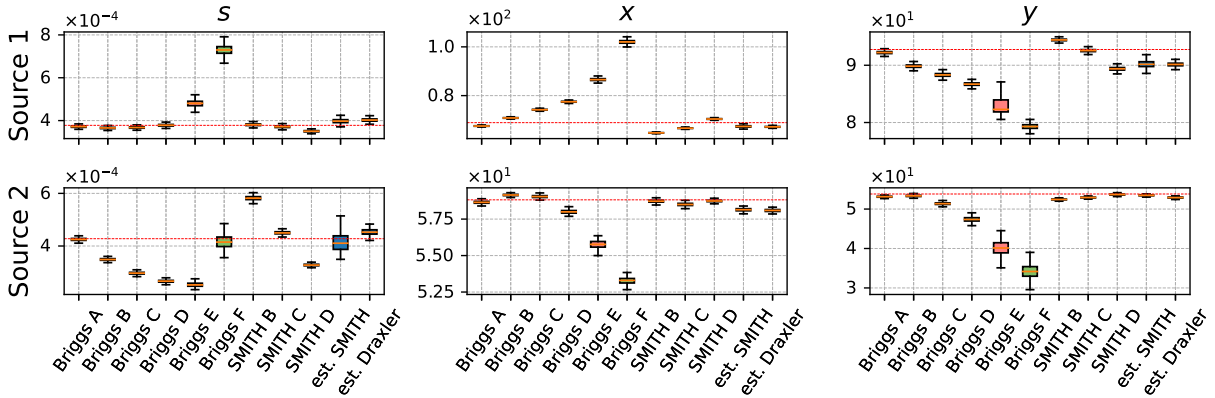 s x y
×10⁻⁴ ×10² ×10¹
Source 1
8
6
4
1.0
0.8
9
8
×10⁻⁴ ×10¹ ×10¹
Source 2
6
4
5.75
5.50
5.25
5
4
3
Briggs A Briggs B Briggs C Briggs D Briggs E Briggs F SMITH B SMITH C SMITH D est. SMITH est. Draxler
Briggs A Briggs B Briggs C Briggs D Briggs E Briggs F SMITH B SMITH C SMITH D est. SMITH est. Draxler
Briggs A Briggs B Briggs C Briggs D Briggs E Briggs F SMITH B SMITH C SMITH D est. SMITH est. Draxler